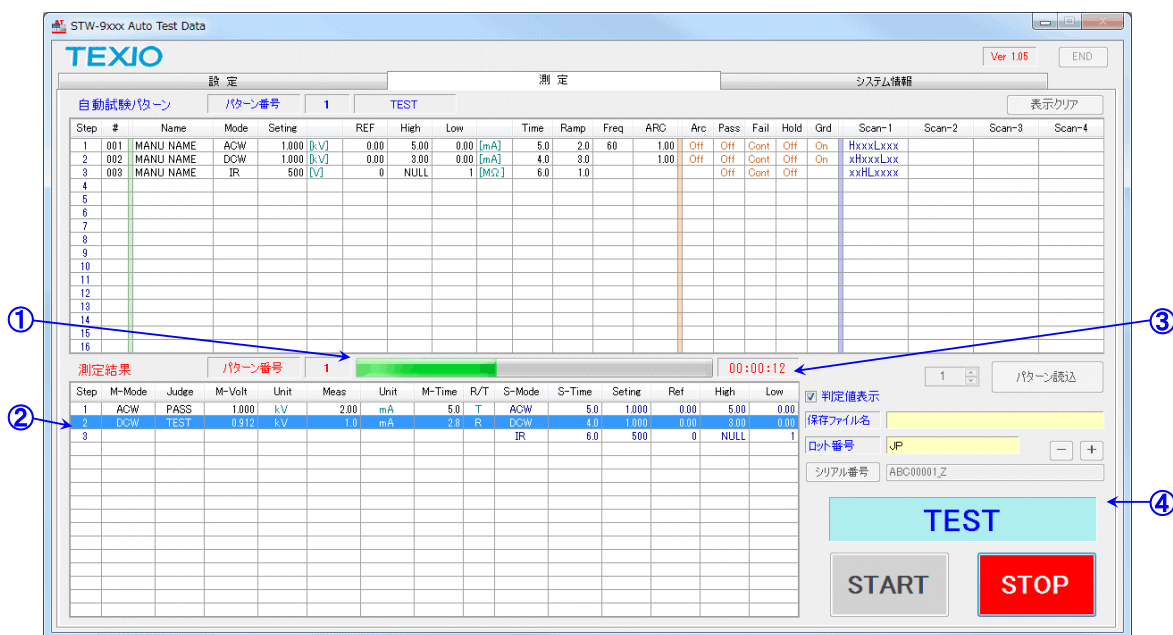 STW-9xxx Auto Test Data
TEXIO
Ver 1.05
END
設 定
測 定
システム情報
自動試験パターン パターン番号 1 TEST 表示クリア
Step # Name Mode Seting REF High Low Time Ramp Freq ARC Arc Pass Fail Hold Grd Scan-1 Scan-2 Scan-3 Scan-4
1 001 MANU NAME ACW 1.000 [kV] 0.00 5.00 0.00 [mA] 5.0 2.0 60 1.00 Off Off Cont Off On HxxxLxxx
2 002 MANU NAME DCW 1.000 [kV] 0.00 3.00 0.00 [mA] 4.0 3.0 1.00 Off Off Cont Off On xHxxxLxx
3 003 MANU NAME IR 500 [V] 0 NULL 1 [MΩ] 6.0 1.0 Off Cont Off xxHLxxxx
4
5
6
7
8
9
10
11
12
13
14
15
16
①
③
測定結果 パターン番号 1 00:00:12
1 パターン読込
Step M-Mode Judge M-Volt Unit Meas Unit M-Time R/T S-Mode S-Time Seting Ref High Low
1 ACW PASS 1.000 kV 2.00 mA 5.0 T ACW 5.0 1.000 0.00 5.00 0.00
②
2 DCW TEST 0.912 kV 1.0 mA 2.8 R DCW 4.0 1.000 0.00 3.00 0.00
3 IR 6.0 500 0 NULL 1
判定値表示
保存ファイル名
ロット番号 JP - +
シリアル番号 ABC00001_Z
④
TEST
START
STOP